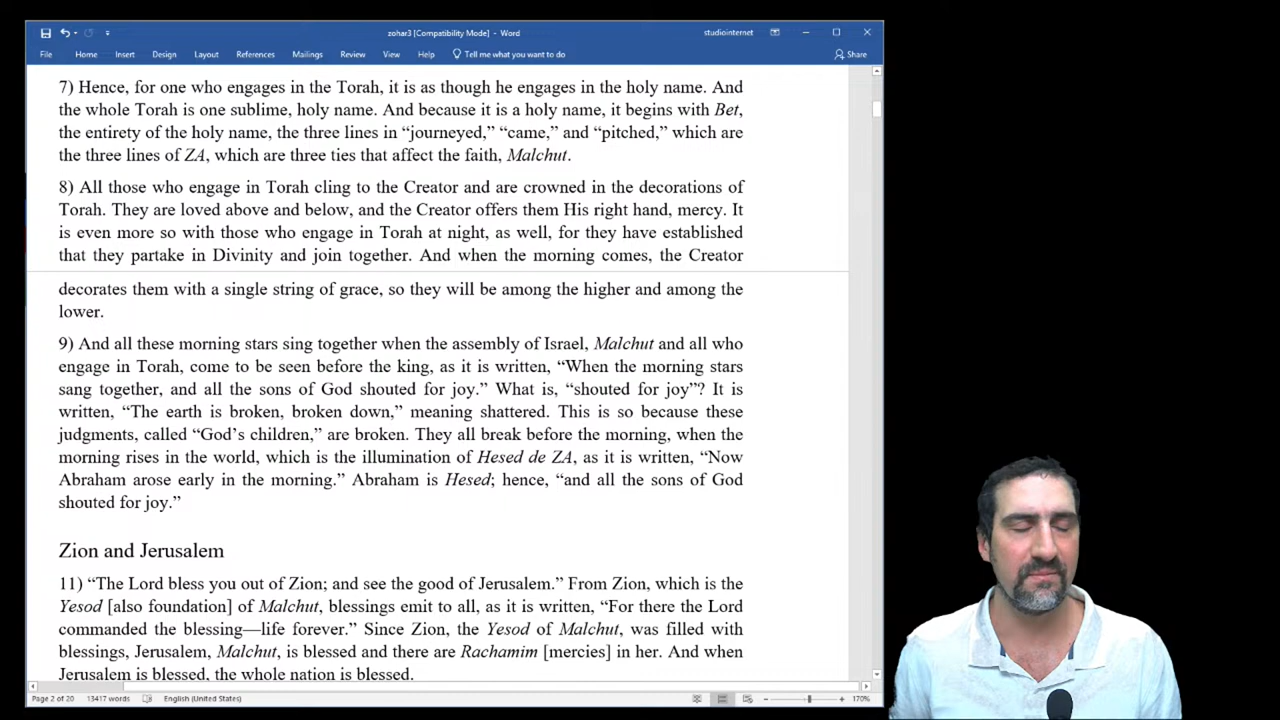 zohar3 [Compatibility Mode] - Word
studiointernet
File Home Insert Design Layout References Mailings Review View Help Tell me what you want to do Share
7) Hence, for one who engages in the Torah, it is as though he engages in the holy name. And
the whole Torah is one sublime, holy name. And because it is a holy name, it begins with Bet,
the entirety of the holy name, the three lines in “journeyed,” “came,” and “pitched,” which are
the three lines of ZA, which are three ties that affect the faith, Malchut.
8) All those who engage in Torah cling to the Creator and are crowned in the decorations of
Torah. They are loved above and below, and the Creator offers them His right hand, mercy. It
is even more so with those who engage in Torah at night, as well, for they have established
that they partake in Divinity and join together. And when the morning comes, the Creator
decorates them with a single string of grace, so they will be among the higher and among the
lower.
9) And all these morning stars sing together when the assembly of Israel, Malchut and all who
engage in Torah, come to be seen before the king, as it is written, “When the morning stars
sang together, and all the sons of God shouted for joy.” What is, “shouted for joy”? It is
written, “The earth is broken, broken down,” meaning shattered. This is so because these
judgments, called “God’s children,” are broken. They all break before the morning, when the
morning rises in the world, which is the illumination of Hesed de ZA, as it is written, “Now
Abraham arose early in the morning.” Abraham is Hesed; hence, “and all the sons of God
shouted for joy.”
Zion and Jerusalem
11) “The Lord bless you out of Zion; and see the good of Jerusalem.” From Zion, which is the
Yesod [also foundation] of Malchut, blessings emit to all, as it is written, “For there the Lord
commanded the blessing—life forever.” Since Zion, the Yesod of Malchut, was filled with
blessings, Jerusalem, Malchut, is blessed and there are Rachamim [mercies] in her. And when
Jerusalem is blessed, the whole nation is blessed.
Page 2 of 20 13417 words English (United States) 170%